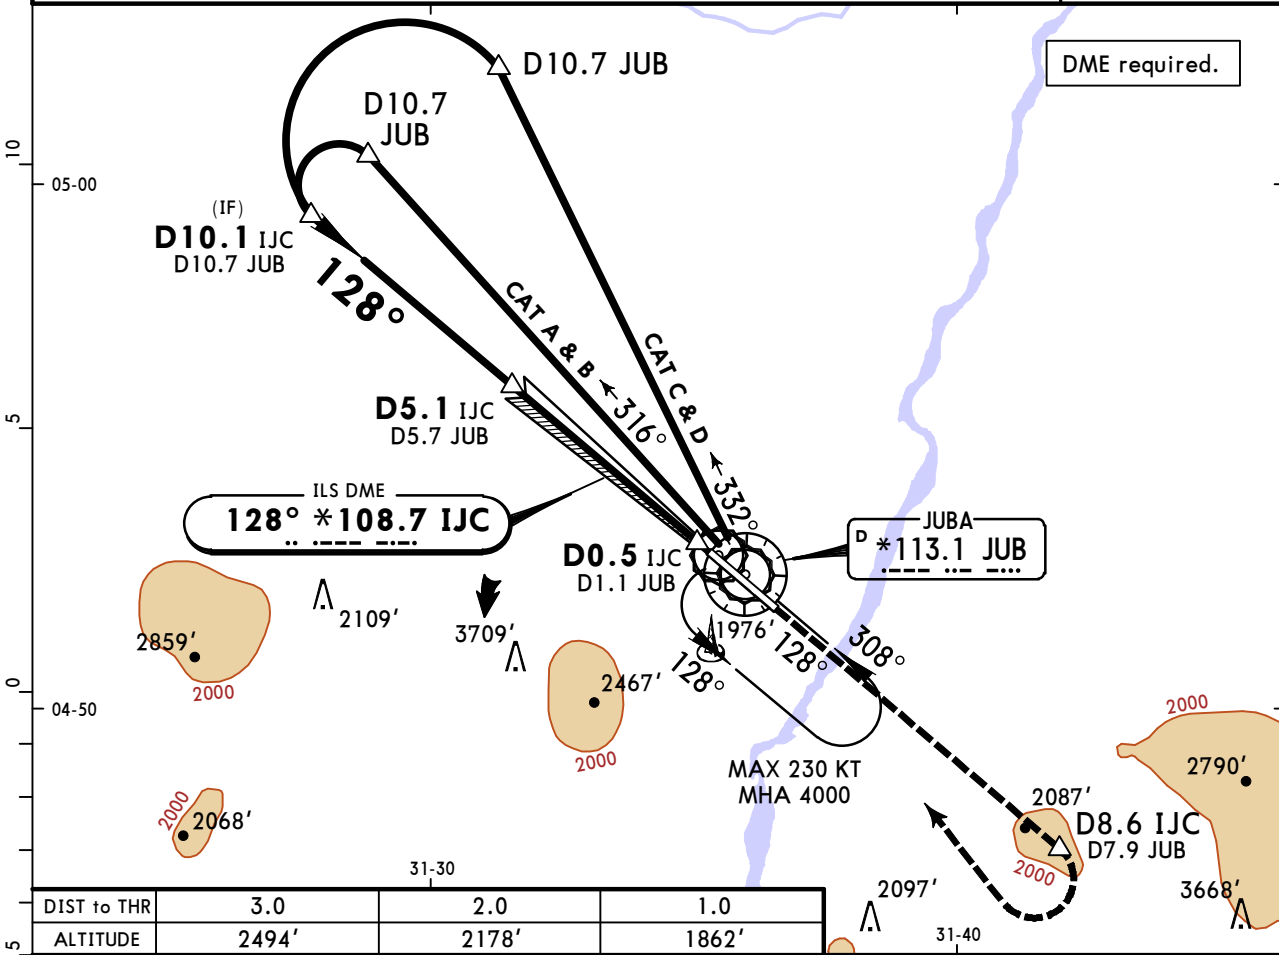 DME required.
D10.7 JUB
D10.7
JUB
10
05-00
(IF)
D10.1 IJC
D10.7 JUB
128°
CAT A & B
316°
CAT C & D
332°
D5.1 IJC
D5.7 JUB
5
ILS DME
128° *108.7 IJC
D0.5 IJC
D1.1 JUB
JUBA
D *113.1 JUB
2109'
3709'
1976'
128°
128°
308°
2859'
2000
2467'
2000
0
04-50
MAX 230 KT
MHA 4000
2000
2790'
2087'
D8.6 IJC
D7.9 JUB
2000
2000
2068'
31-30
2097'
3668'
31-40
5
DIST to THR 3.0 2.0 1.0
ALTITUDE 2494' 2178' 1862'